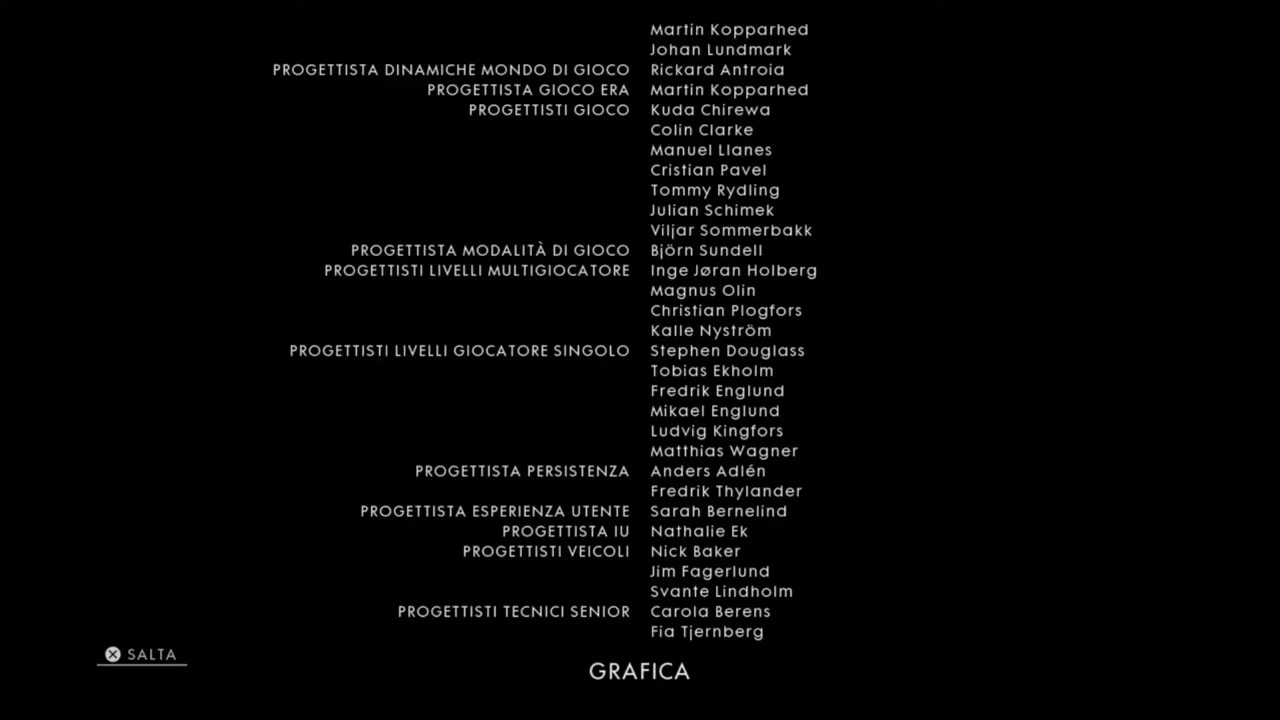 Martin Kopparhed
Johan Lundmark
PROGETTISTA DINAMICHE MONDO DI GIOCO Rickard Antroia
PROGETTISTA GIOCO ERA Martin Kopparhed
PROGETTISTI GIOCO Kuda Chirewa
Colin Clarke
Manuel Llanes
Cristian Pavel
Tommy Rydling
Julian Schimek
Viljar Sommerbakk
PROGETTISTA MODALITÀ DI GIOCO Björn Sundell
PROGETTISTI LIVELLI MULTIGIOCATORE Inge Jøran Holberg
Magnus Olin
Christian Plogfors
Kalle Nyström
PROGETTISTI LIVELLI GIOCATORE SINGOLO Stephen Douglass
Tobias Ekholm
Fredrik Englund
Mikael Englund
Ludvig Kingfors
Matthias Wagner
PROGETTISTA PERSISTENZA Anders Adlén
Fredrik Thylander
PROGETTISTA ESPERIENZA UTENTE Sarah Bernelind
PROGETTISTA IU Nathalie Ek
PROGETTISTI VEICOLI Nick Baker
Jim Fagerlund
Svante Lindholm
PROGETTISTI TECNICI SENIOR Carola Berens
Fia Tjernberg
SALTA
GRAFICA